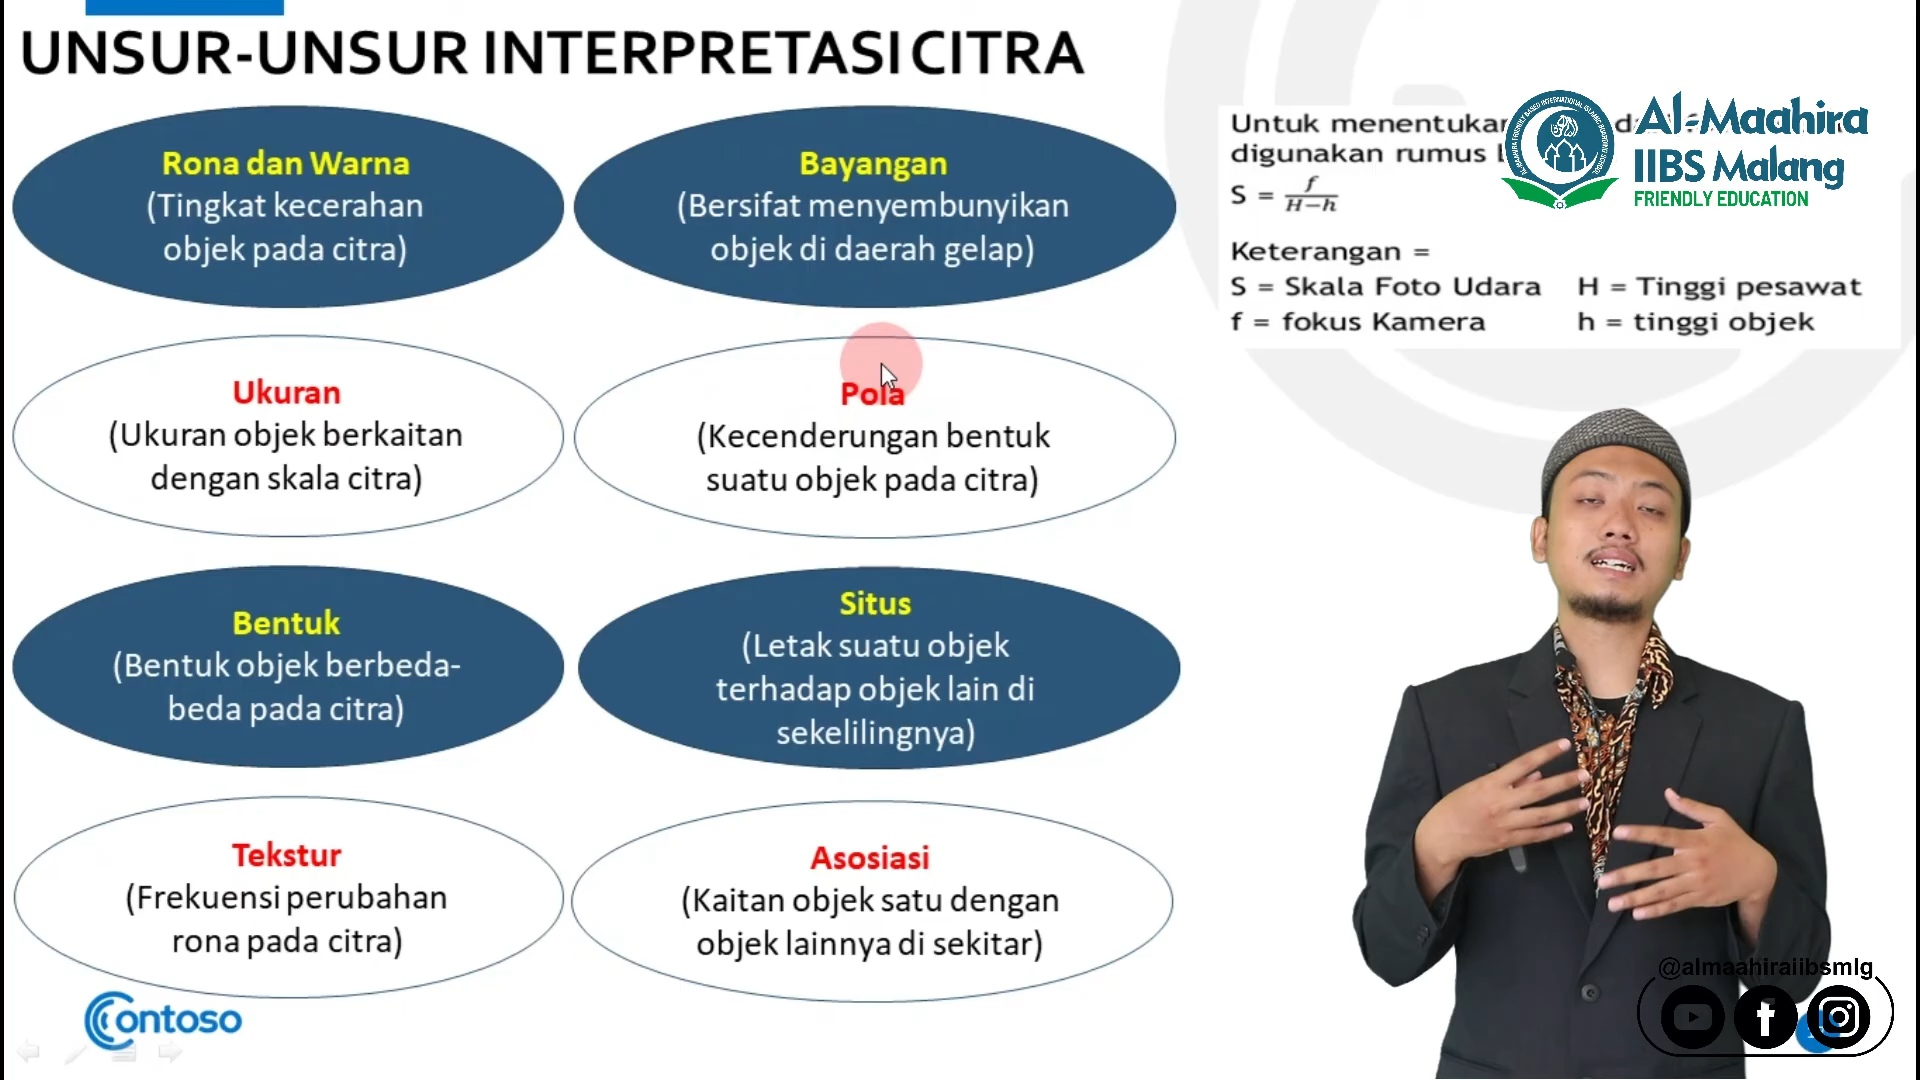 UNSUR-UNSUR INTERPRETASI CITRA
Rona dan Warna
(Tingkat kecerahan
objek pada citra)
Bayangan
(Bersifat menyembunyikan
objek di daerah gelap)
Ukuran
(Ukuran objek berkaitan
dengan skala citra)
Pola
(Kecenderungan bentuk
suatu objek pada citra)
Bentuk
(Bentuk objek berbeda-
beda pada citra)
Situs
(Letak suatu objek
terhadap objek lain di
sekelilingnya)
Tekstur
(Frekuensi perubahan
rona pada citra)
Asosiasi
(Kaitan objek satu dengan
objek lainnya di sekitar)
Contoso
Untuk menentukan
digunakan rumus
S = f / H-h
Keterangan =
S = Skala Foto Udara H = Tinggi pesawat
f = fokus Kamera h = tinggi objek
Al-Maahira
IIBS Malang
FRIENDLY EDUCATION
@almaahiraiibsmlg